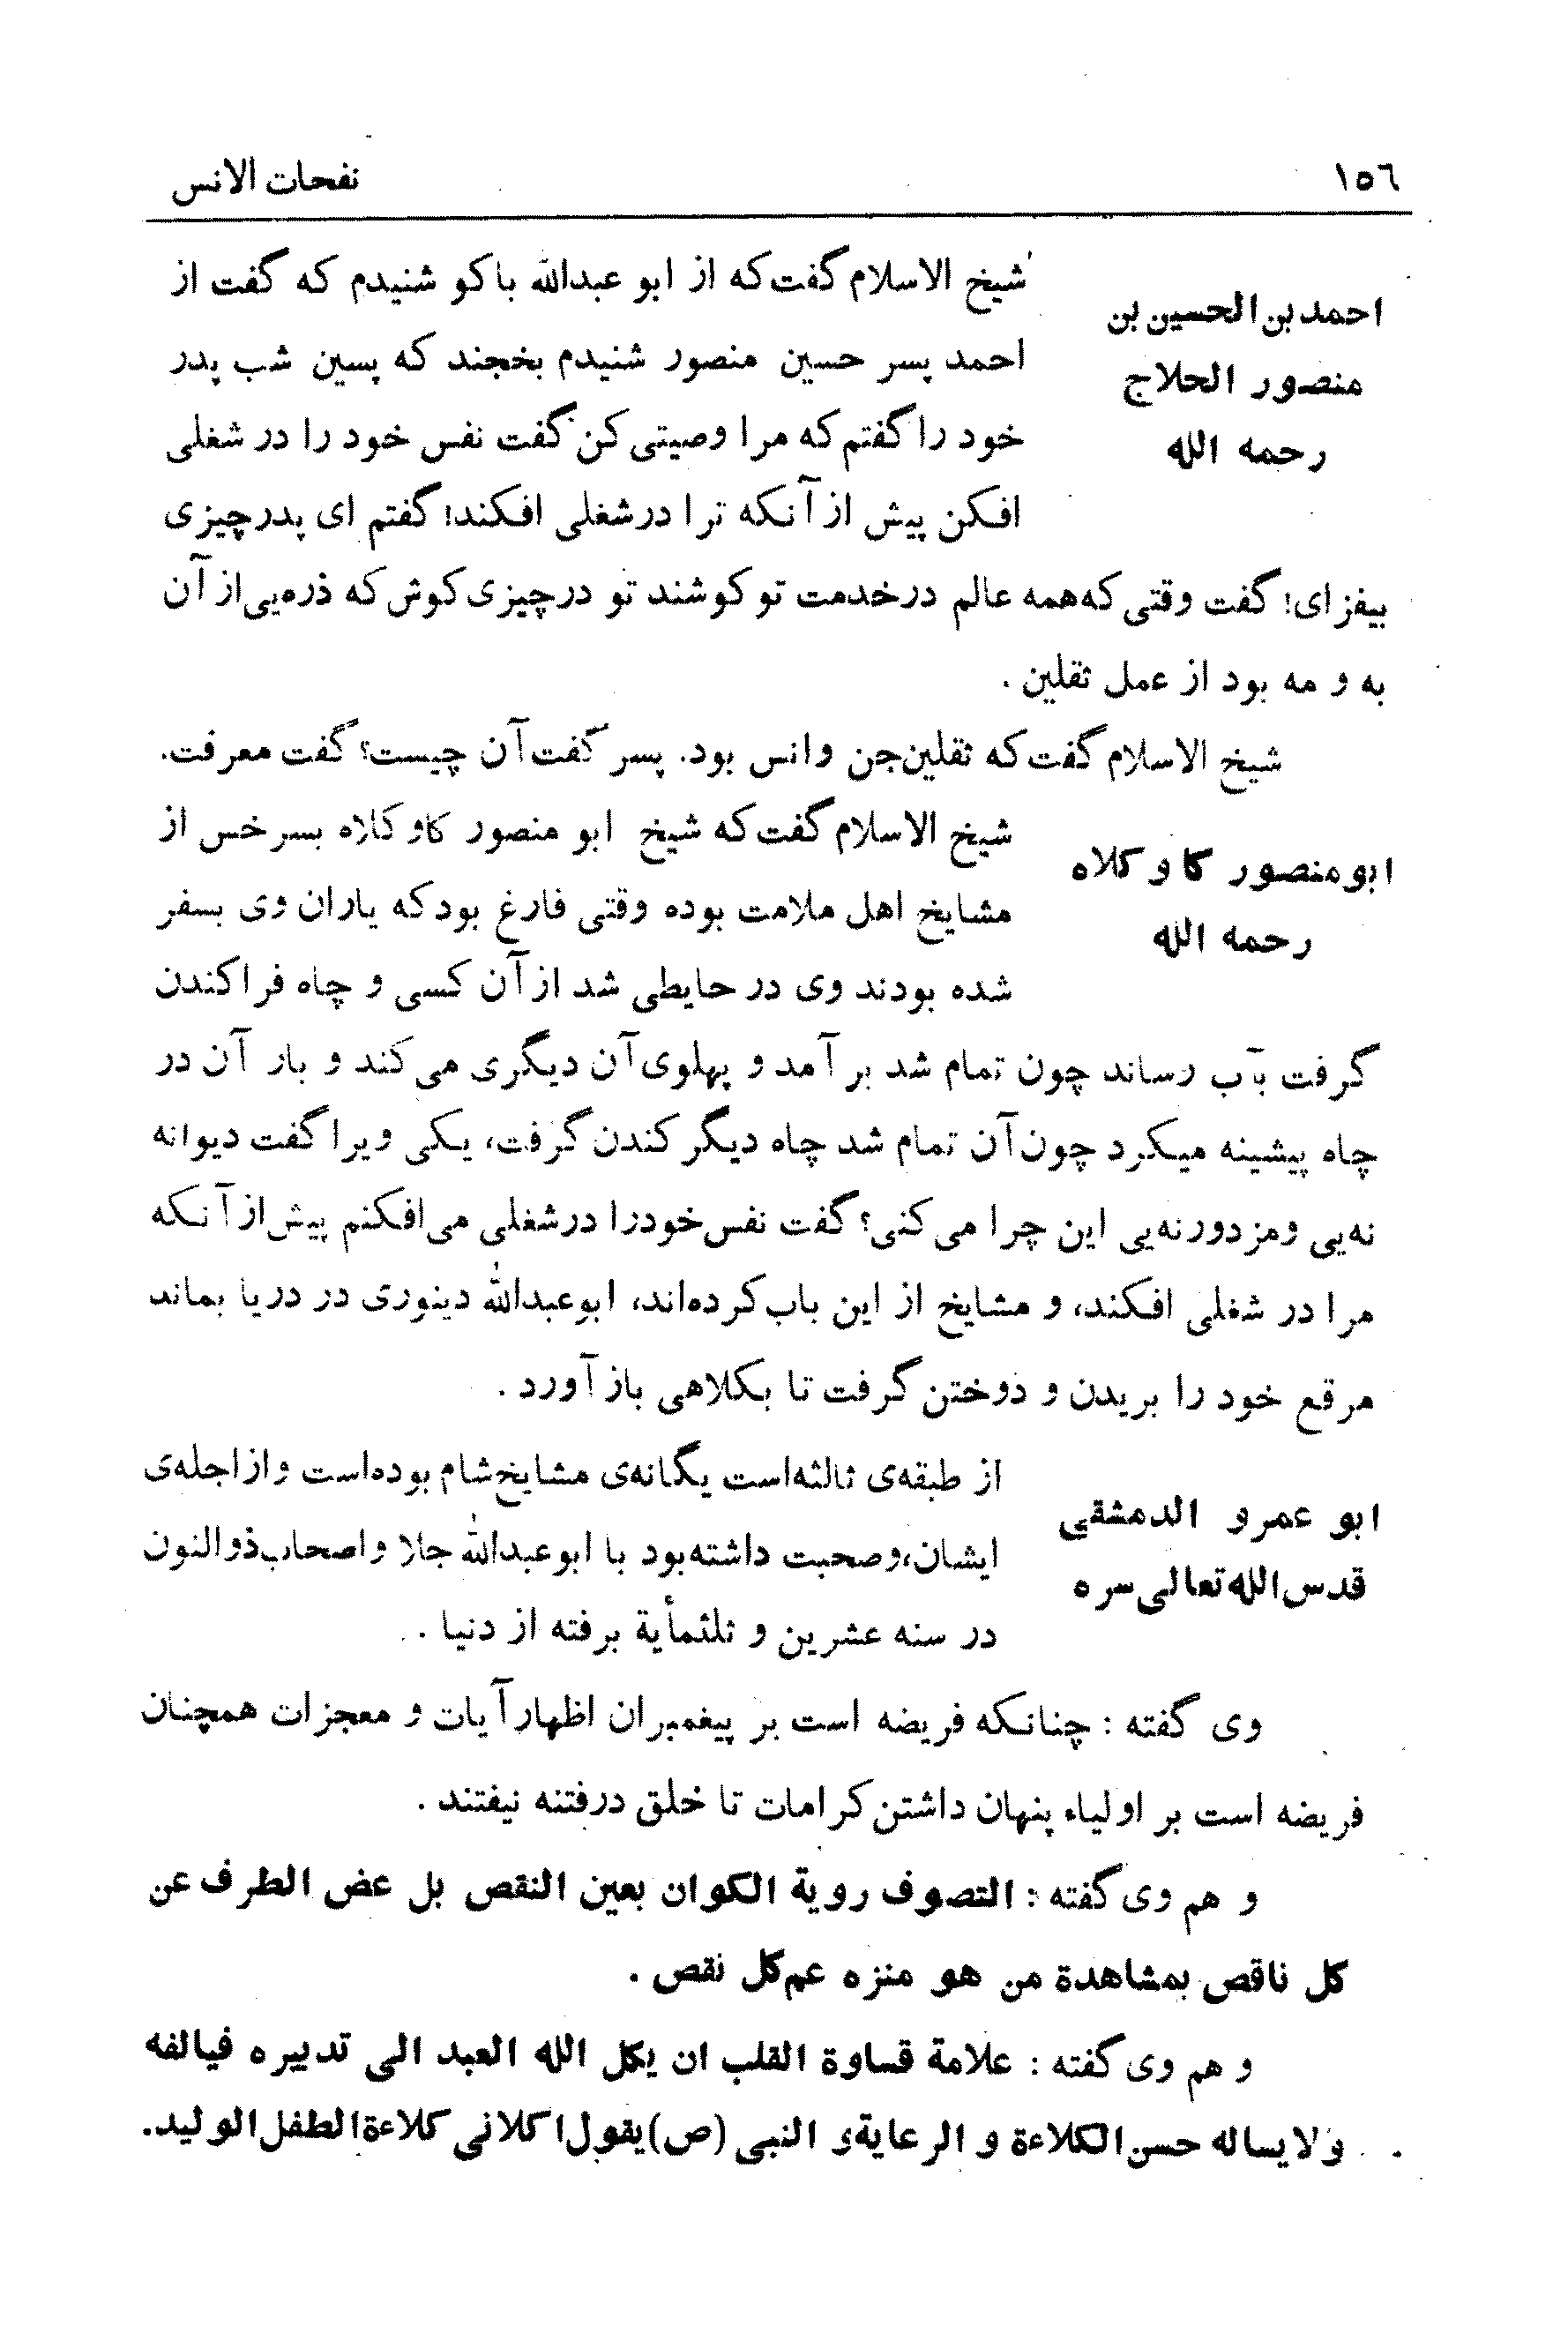 ١٥٦
نفحات الانس
احمدبن الحسین بن
منصور الحلاج
رحمه الله
شیخ الاسلام گفت که از ابو عبدالله باکو شنیدم که گفت از
احمد پسر حسین منصور شنیدم بخجند که پسین شب پدر
خود را گفتم که مرا وصیتی کن گفت نفس خود را در شغلی
افکن پیش از آنکه ترا درشغلی افکند! گفتم ای پدرچیزی
بیفزای! گفت وقتی که همه عالم درخدمت تو کوشند تو درچیزی کوش که ذره‌یی از آن
به و مه بود از عمل ثقلین .
شیخ الاسلام گفت که ثقلین جن وانس بود. پسر گفت آن چیست؟ گفت معرفت.
ابومنصور کاو کلاه
رحمه الله
شیخ الاسلام گفت که شیخ ابو منصور کاو کلاه بسرخس از
مشایخ اهل ملامت بوده وقتی فارغ بود که یاران وی بسفر
شده بودند وی در حایطی شد از آن کسی و چاه فراکندن
گرفت بآب رساند چون تمام شد برآمد و پهلوی آن دیگری می کند و بار آن در
چاه پیشینه میکرد چون آن تمام شد چاه دیگر کندن گرفت، یکی ویرا گفت دیوانه
نه‌یی ومزدورنه‌یی این چرا می کنی؟ گفت نفس خودرا درشغلی می افکنم پیش از آنکه
مرا در شغلی افکند، و مشایخ از این باب کرده‌اند، ابوعبدالله دینوری در دریا بماند
مرقع خود را بریدن و دوختن گرفت تا بکلاهی باز آورد .
ابو عمرو الدمشقی
قدس الله تعالی سره
از طبقه‌ی ثالثه‌است یگانه‌ی مشایخ شام بوده‌است واز اجله‌ی
ایشان،وصحبت داشته بود با ابوعبدالله جلا واصحاب ذوالنون
در سنه عشرین و ثلثمأیة برفته از دنیا .
وی گفته : چنانکه فریضه است بر پیغمبران اظهار آیات و معجزات همچنان
فریضه است بر اولیاء پنهان داشتن کرامات تا خلق درفتنه نیفتند .
و هم وی گفته : التصوف رویة الکوان بعین النقص بل عض الطرف عن
کل ناقص بمشاهدة من هو منزه عم کل نقص .
و هم وی گفته : علامة قساوة القلب ان یکل الله العبد الی تدبیره فیالفه
ولایساله حسن الکلاءة و الرعایة و النبی (ص) یقول اکلانی کلاءة الطفل الولید.